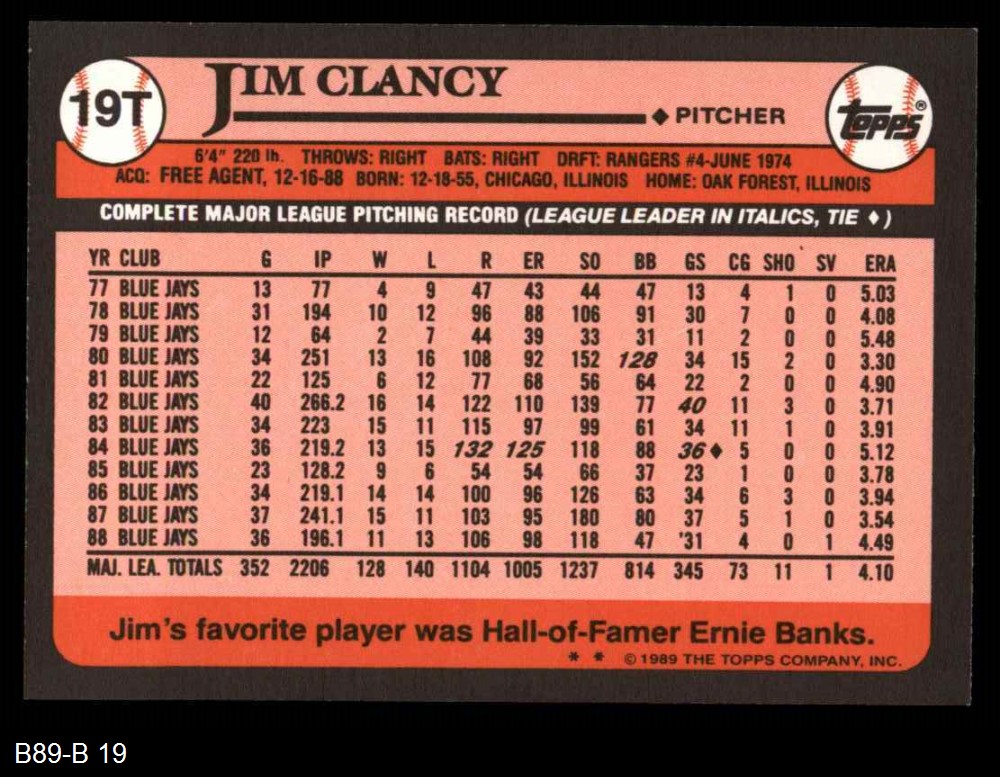 19T
JIM CLANCY
◆ PITCHER
Topps®
6'4" 220 lh. THROWS: RIGHT BATS: RIGHT DRFT: RANGERS #4-JUNE 1974
ACQ: FREE AGENT, 12-16-88 BORN: 12-18-55, CHICAGO, ILLINOIS HOME: OAK FOREST, ILLINOIS
COMPLETE MAJOR LEAGUE PITCHING RECORD (LEAGUE LEADER IN ITALICS, TIE ♦)
YR CLUB G IP W L R ER SO BB GS CG SHO SV ERA
77 BLUE JAYS 13 77 4 9 47 43 44 47 13 4 1 0 5.03
78 BLUE JAYS 31 194 10 12 96 88 106 91 30 7 0 0 4.08
79 BLUE JAYS 12 64 2 7 44 39 33 31 11 2 0 0 5.48
80 BLUE JAYS 34 251 13 16 108 92 152 128 34 15 2 0 3.30
81 BLUE JAYS 22 125 6 12 77 68 56 64 22 2 0 0 4.90
82 BLUE JAYS 40 266.2 16 14 122 110 139 77 40 11 3 0 3.71
83 BLUE JAYS 34 223 15 11 115 97 99 61 34 11 1 0 3.91
84 BLUE JAYS 36 219.2 13 15 132 125 118 88 36♦ 5 0 0 5.12
85 BLUE JAYS 23 128.2 9 6 54 54 66 37 23 1 0 0 3.78
86 BLUE JAYS 34 219.1 14 14 100 96 126 63 34 6 3 0 3.94
87 BLUE JAYS 37 241.1 15 11 103 95 180 80 37 5 1 0 3.54
88 BLUE JAYS 36 196.1 11 13 106 98 118 47 '31 4 0 1 4.49
MAJ. LEA. TOTALS 352 2206 128 140 1104 1005 1237 814 345 73 11 1 4.10
Jim's favorite player was Hall-of-Famer Ernie Banks.
* * © 1989 THE TOPPS COMPANY, INC.
B89-B 19